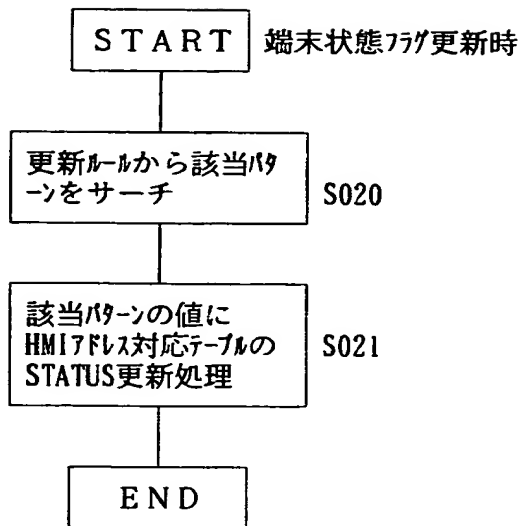 START 端末状態ﾌﾗｸﾞ更新時
更新ﾙｰﾙから該当ﾊﾟﾀ
ｰﾝをサーチ
S020
該当ﾊﾟﾀｰﾝの値に
HMIｱﾄﾞﾚｽ対応ﾃｰﾌﾞﾙの
STATUS更新処理
S021
END